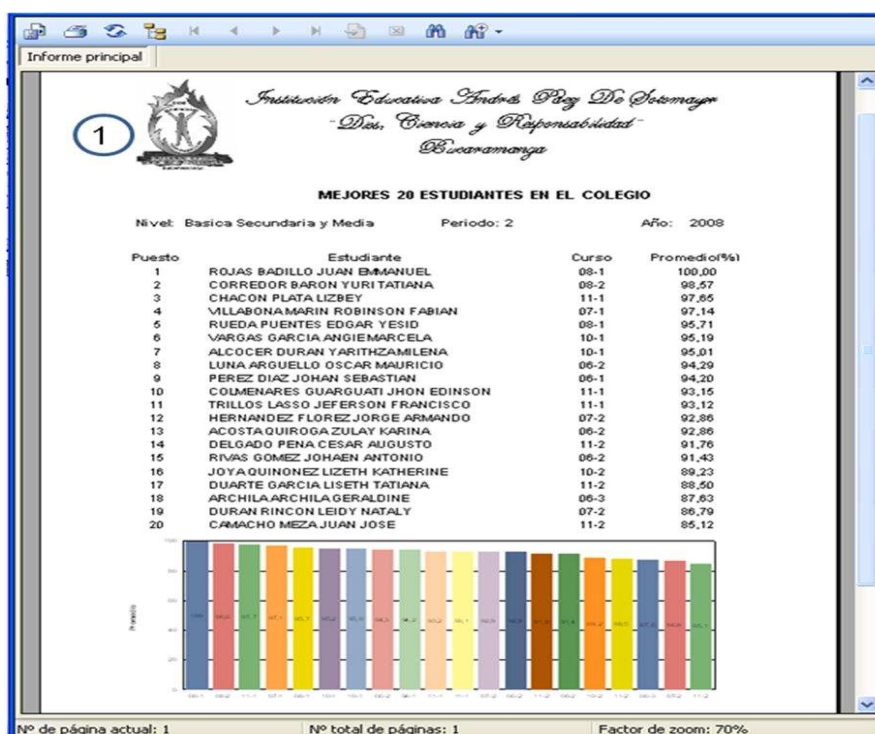 Informe principal
1
Institución Educativa Andrés Páez De Sotomayor
"Dios, Ciencia y Responsabilidad"
Bucaramanga
MEJORES 20 ESTUDIANTES EN EL COLEGIO
Nivel: Basica Secundaria y Media Periodo: 2 Año: 2008
Puesto Estudiante Curso Promedio(%)
1 ROJAS BADILLO JUAN EMMANUEL 08-1 100,00
2 CORREDOR BARON YURI TATIANA 08-2 98,57
3 CHACON PLATA LIZBEY 11-1 97,65
4 VILLABONA MARIN ROBINSON FABIAN 07-1 97,14
5 RUEDA PUENTES EDGAR YESID 08-1 95,71
6 VARGAS GARCIA ANGIE MARCELA 10-1 95,19
7 ALCOCER DURAN YARITHZA MILENA 10-1 95,01
8 LUNA ARGUELLO OSCAR MAURICIO 06-2 94,29
9 PEREZ DIAZ JOHAN SEBASTIAN 06-1 94,20
10 COLMENARES GUARGUATI JHON EDINSON 11-1 93,15
11 TRILLOS LASSO JEFERSON FRANCISCO 11-1 93,12
12 HERNANDEZ FLOREZ JORGE ARMANDO 07-2 92,86
13 ACOSTA QUIROGA ZULAY KARINA 06-2 92,86
14 DELGADO PENA CESAR AUGUSTO 11-2 91,76
15 RIVAS GOMEZ JOHAEN ANTONIO 06-2 91,43
16 JOYA QUINONEZ LIZETH KATHERINE 10-2 89,23
17 DUARTE GARCIA LISETH TATIANA 11-2 88,50
18 ARCHILA ARCHILA GERALDINE 06-3 87,63
19 DURAN RINCON LEIDY NATALY 07-2 86,79
20 CAMACHO MEZA JUAN JOSE 11-2 85,12
100
80
60
40
20
0
Promedio
Nº de página actual: 1 Nº total de páginas: 1 Factor de zoom: 70%